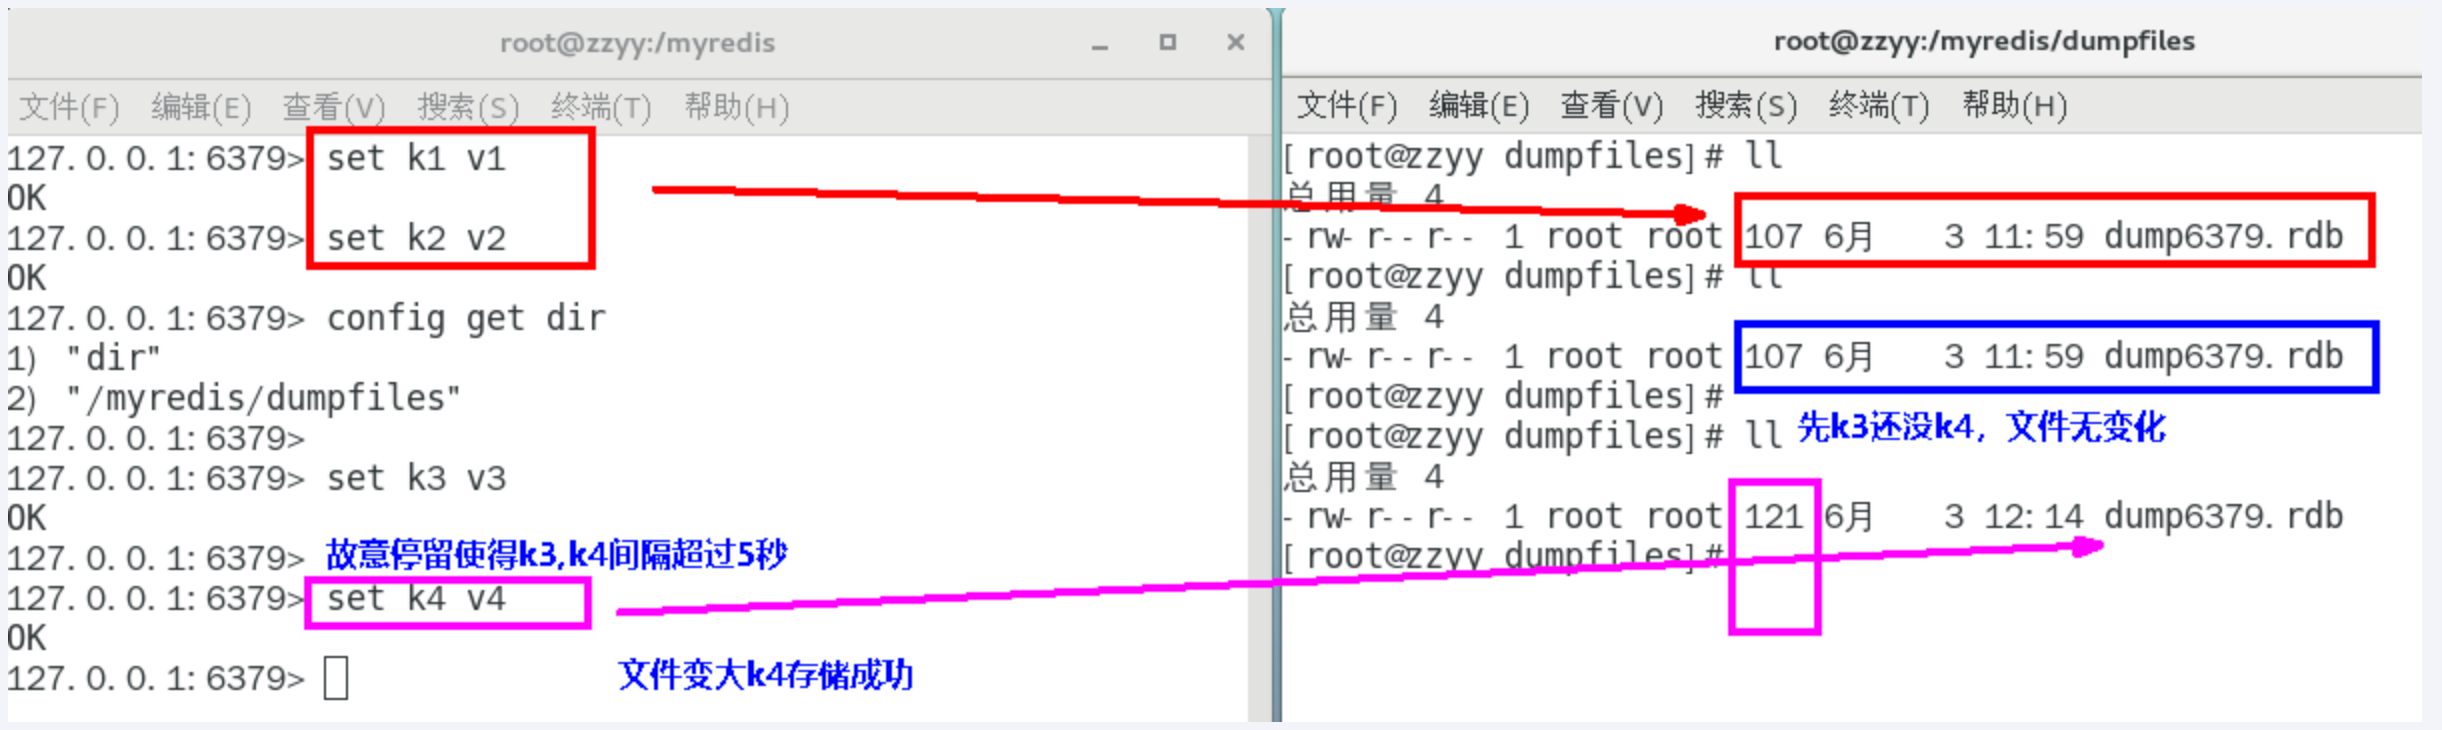 root@zzyy:/myredis
文件(F) 编辑(E) 查看(V) 搜索(S) 终端(T) 帮助(H)
127.0.0.1:6379> set k1 v1
OK
127.0.0.1:6379> set k2 v2
OK
127.0.0.1:6379> config get dir
1) "dir"
2) "/myredis/dumpfiles"
127.0.0.1:6379>
127.0.0.1:6379> set k3 v3
OK
127.0.0.1:6379> 故意停留使得k3,k4间隔超过5秒
127.0.0.1:6379> set k4 v4
OK
127.0.0.1:6379>
文件变大k4存储成功
root@zzyy:/myredis/dumpfiles
文件(F) 编辑(E) 查看(V) 搜索(S) 终端(T) 帮助(H)
[root@zzyy dumpfiles]# ll
总用量 4
-rw-r--r-- 1 root root 107 6月 3 11:59 dump6379.rdb
[root@zzyy dumpfiles]# ll
总用量 4
-rw-r--r-- 1 root root 107 6月 3 11:59 dump6379.rdb
[root@zzyy dumpfiles]#
[root@zzyy dumpfiles]# ll 先k3还没k4，文件无变化
总用量 4
-rw-r--r-- 1 root root 121 6月 3 12:14 dump6379.rdb
[root@zzyy dumpfiles]#